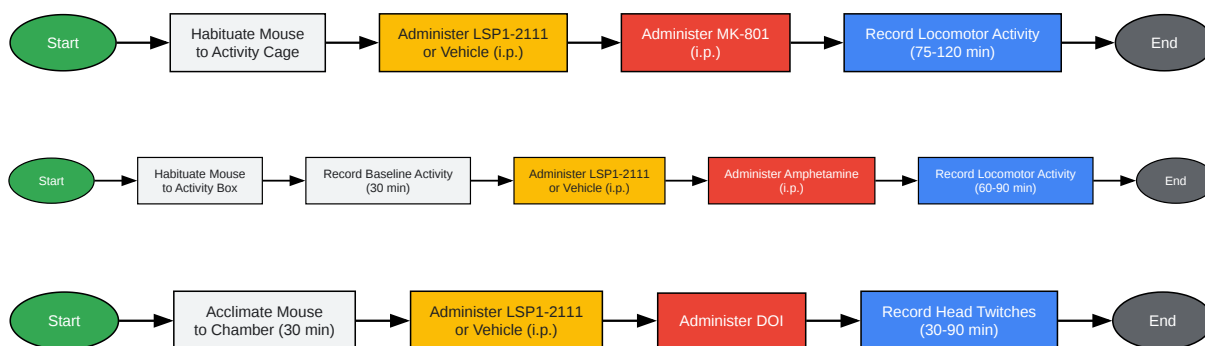 Start
Habituate Mouse
to Activity Cage
Administer LSP1-2111
or Vehicle (i.p.)
Administer MK-801
(i.p.)
Record Locomotor Activity
(75-120 min)
End
Start
Habituate Mouse
to Activity Box
Record Baseline Activity
(30 min)
Administer LSP1-2111
or Vehicle (i.p.)
Administer Amphetamine
(i.p.)
Record Locomotor Activity
(60-90 min)
End
Start
Acclimate Mouse
to Chamber (30 min)
Administer LSP1-2111
or Vehicle (i.p.)
Administer DOI
Record Head Twitches
(30-90 min)
End